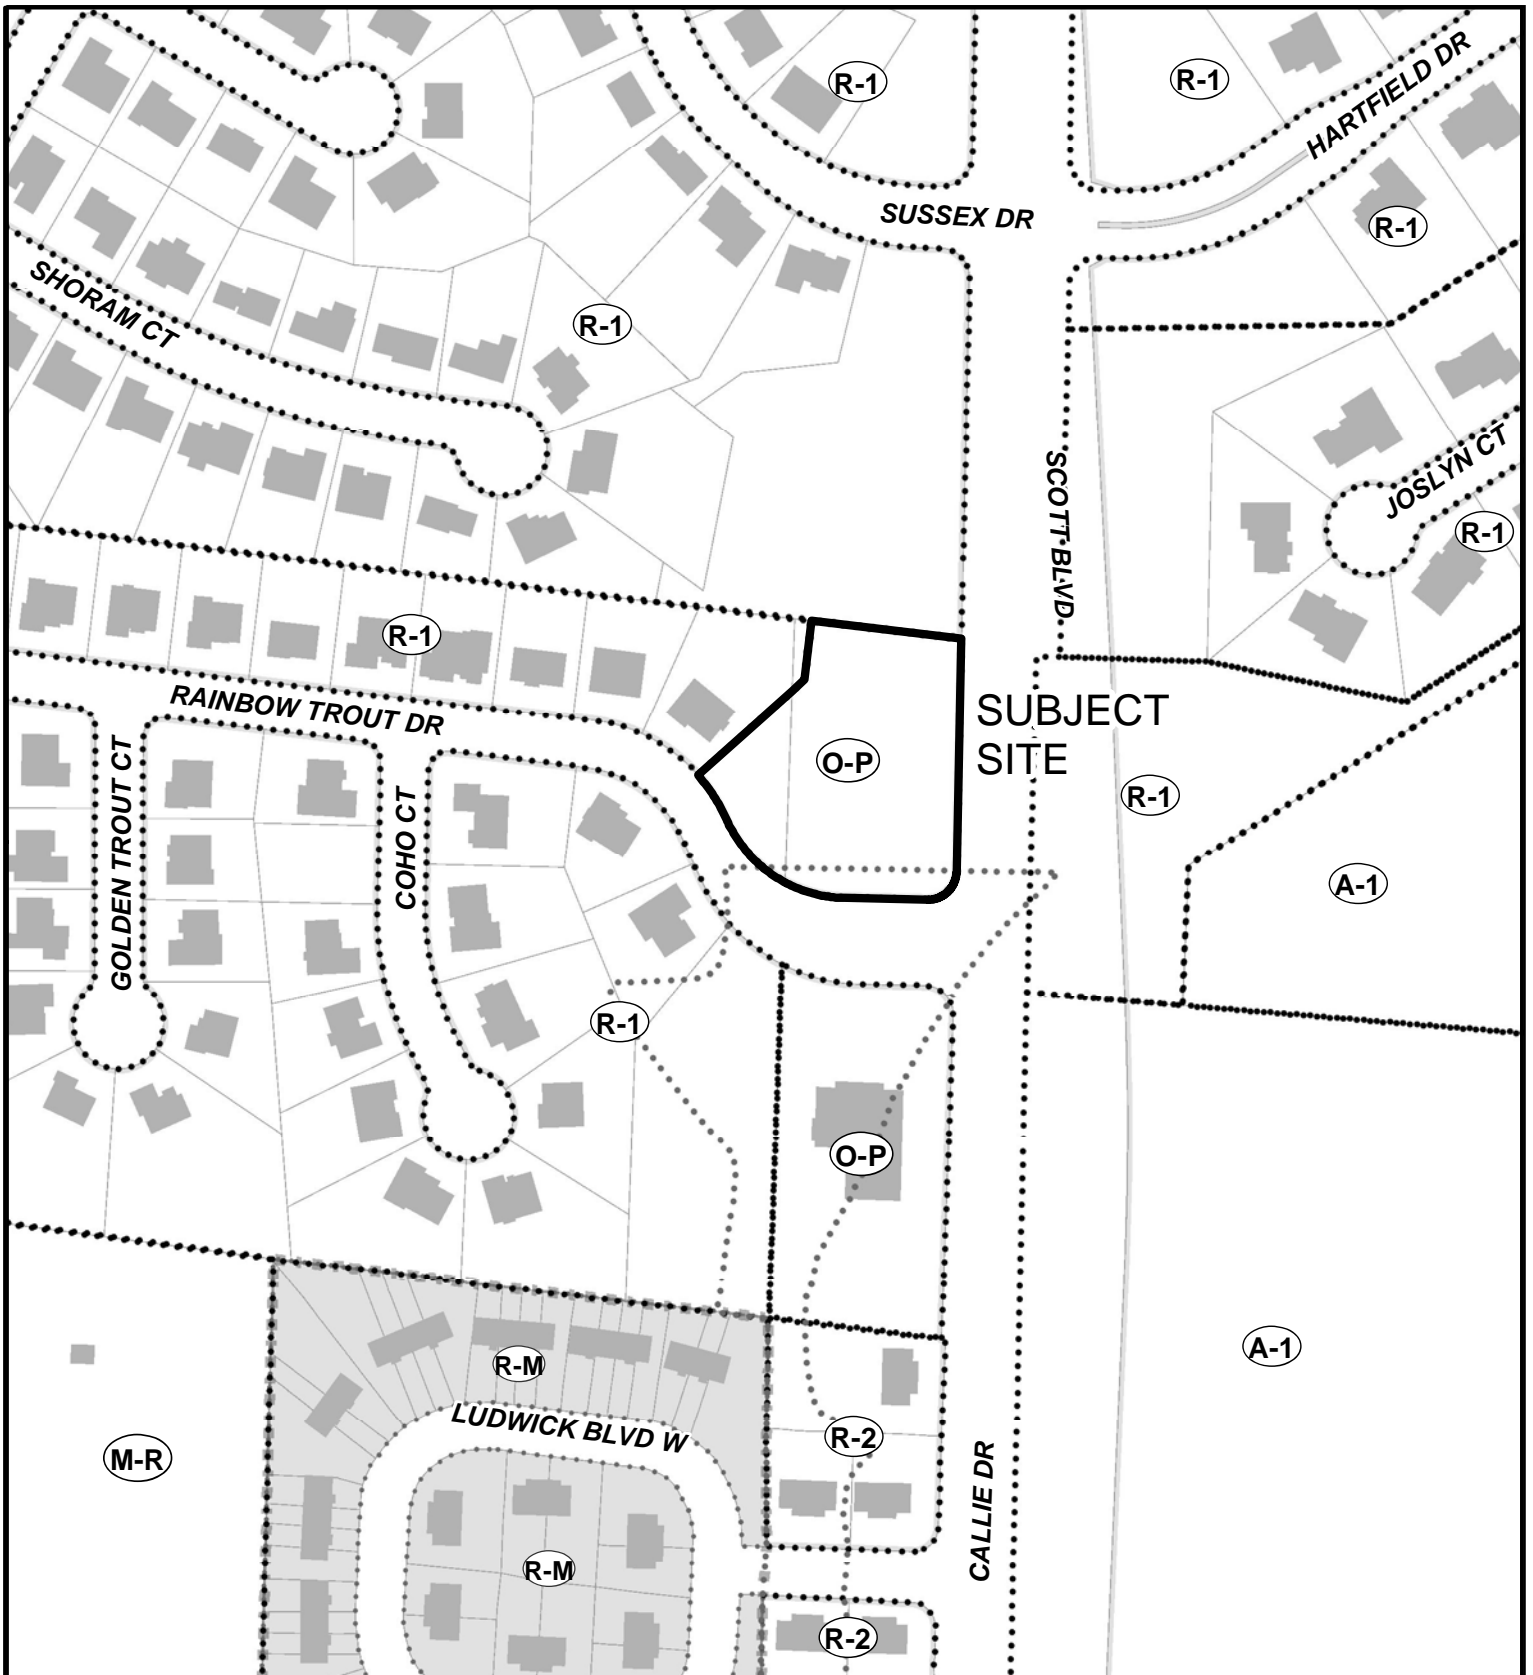 R-1
R-1
HARTFIELD DR
SUSSEX DR
R-1
SHORAM CT
R-1
SCOTT BLVD
JOSLYN CT
R-1
R-1
RAINBOW TROUT DR
SUBJECT
SITE
O-P
R-1
GOLDEN TROUT CT
COHO CT
A-1
R-1
O-P
A-1
R-M
LUDWICK BLVD W
R-2
M-R
CALLIE DR
R-M
R-2